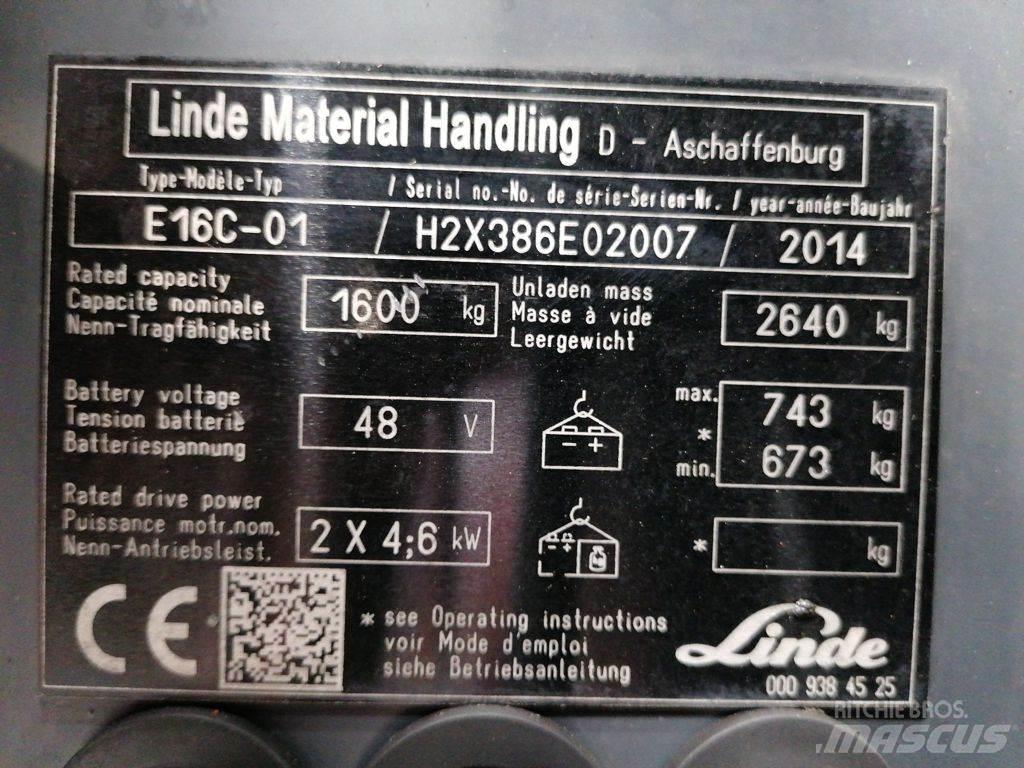 Linde Material Handling D - Aschaffenburg
Type-Modèle-Typ / Serial no.-No. de série-Serien-Nr. / year-année-Baujahr
E16C-01 / H2X386E02007 / 2014
Rated capacity
Capacité nominale
Nenn-Tragfähigkeit
1600 kg
Unladen mass
Masse à vide
Leergewicht
2640 kg
Battery voltage
Tension batterie
Batteriespannung
48 V
- +
max. 743 kg
*
min. 673 kg
Rated drive power
Puissance motr.nom.
Nenn-Antriebsleist.
2 X 4;6 kW
- +
kg
* kg
CE
* see Operating instructions
voir Mode d'emploi
siehe Betriebsanleitung
Linde
000 938 45 25
RITCHIE BROS.
MASCUS